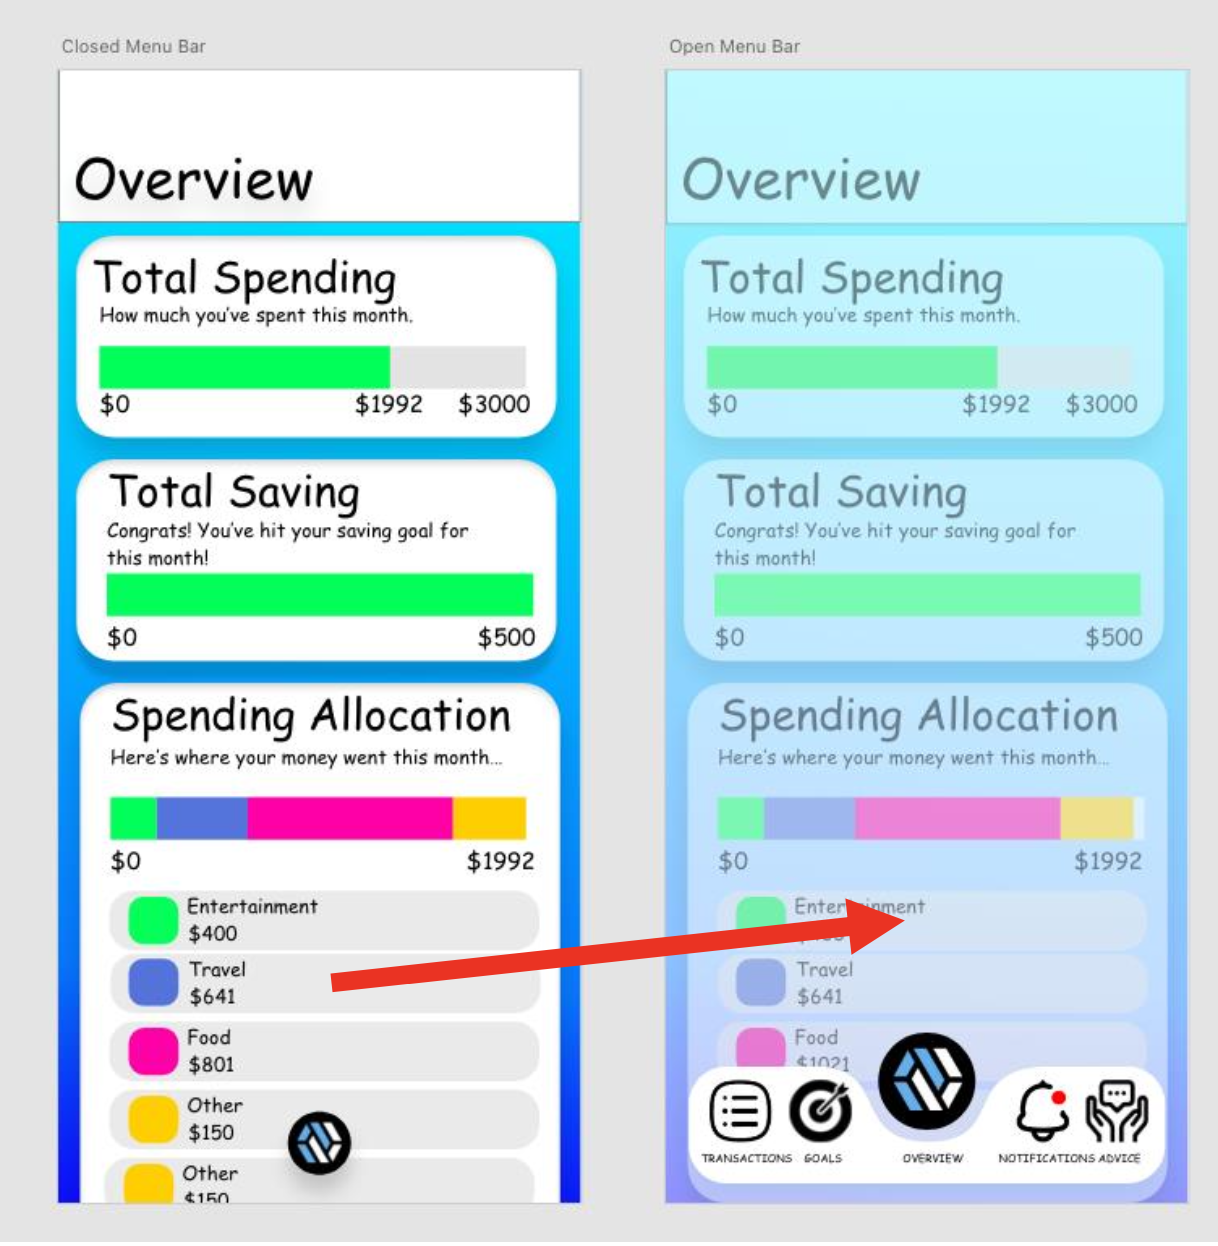 Closed Menu Bar
Overview
Total Spending
How much you've spent this month.
$0 $1992 $3000
Total Saving
Congrats! You've hit your saving goal for
this month!
$0 $500
Spending Allocation
Here's where your money went this month...
$0 $1992
Entertainment
$400
Travel
$641
Food
$801
Other
$150
Other
$150
Open Menu Bar
Overview
Total Spending
How much you've spent this month.
$0 $1992 $3000
Total Saving
Congrats! You've hit your saving goal for
this month!
$0 $500
Spending Allocation
Here's where your money went this month...
$0 $1992
Entertainment
Travel
$641
Food
$1021
TRANSACTIONS GOALS OVERVIEW NOTIFICATIONS ADVICE